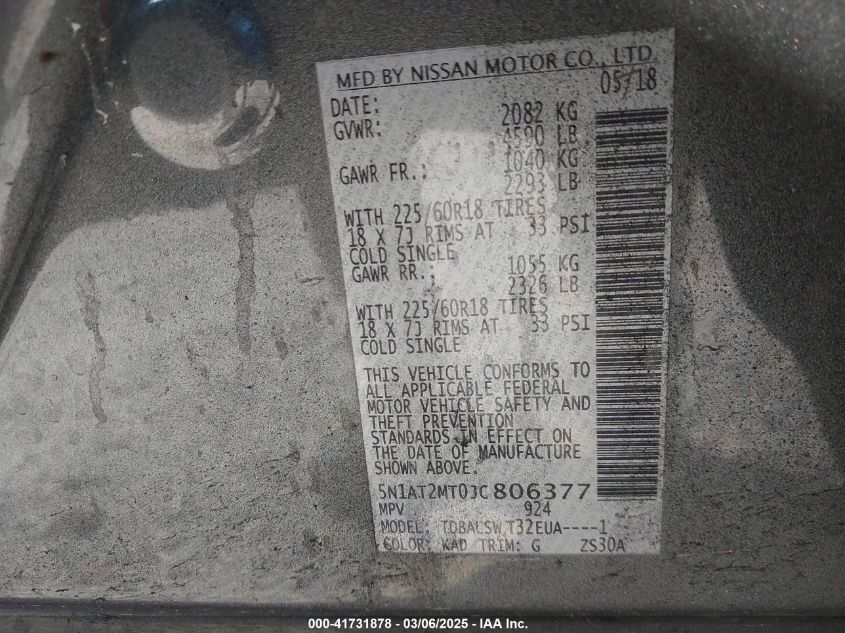 MFD BY NISSAN MOTOR CO., LTD.
DATE: 05/18
GVWR: 2082 KG
4590 LB
GAWR FR.: 1040 KG
2293 LB
WITH 225/60R18 TIRES
18 X 7J RIMS AT 33 PSI
COLD SINGLE
GAWR RR.: 1055 KG
2326 LB
WITH 225/60R18 TIRES
18 X 7J RIMS AT 33 PSI
COLD SINGLE
THIS VEHICLE CONFORMS TO
ALL APPLICABLE FEDERAL
MOTOR VEHICLE SAFETY AND
THEFT PREVENTION
STANDARDS IN EFFECT ON
THE DATE OF MANUFACTURE
SHOWN ABOVE.
5N1AT2MT0JC806377
MPV 924
MODEL: TDBALSW T32EUA----1
COLOR: KAD TRIM: G ZS30A
000-41731878 - 03/06/2025 - IAA Inc.